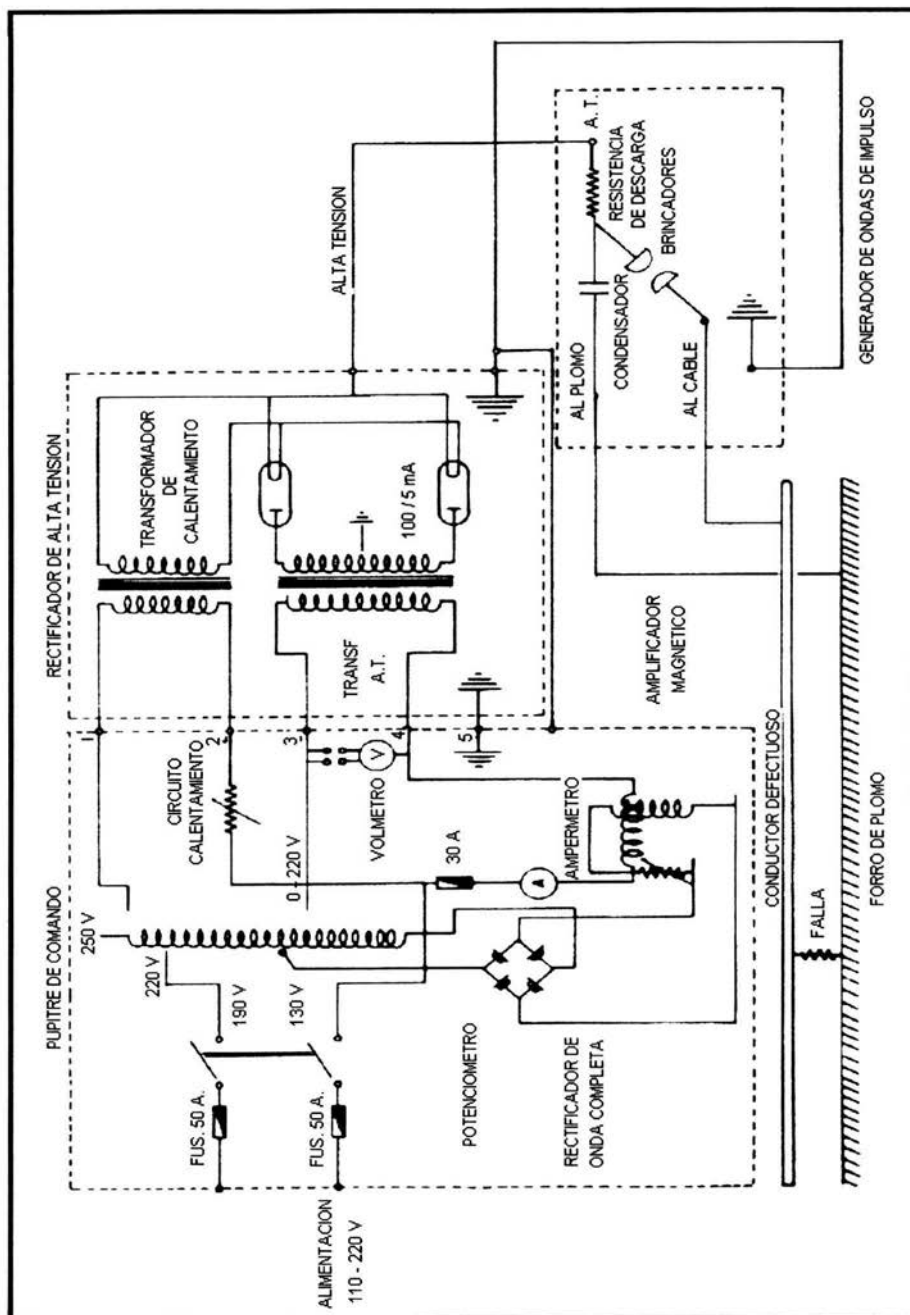 PUPITRE DE COMANDO
RECTIFICADOR DE ALTA TENSION
ALTA TENSION
250 V
220 V
190 V
130 V
0 - 220 V
CIRCUITO
CALENTAMIENTO
1
2
3
4
5
TRANSFORMADOR
DE
CALENTAMIENTO
FUS. 50 A.
FUS. 50 A.
VOLMETRO
V
TRANSF
A.T.
100 / 5 mA
ALIMENTACION
110 - 220 V
30 A
A
AMPERMETRO
POTENCIOMETRO
RECTIFICADOR DE
ONDA COMPLETA
AMPLIFICADOR
MAGNETICO
AL PLOMO
CONDENSADOR
A.T.
RESISTENCIA
DE DESCARGA
BRINCADORES
AL CABLE
CONDUCTOR DEFECTUOSO
FALLA
FORRO DE PLOMO
GENERADOR DE ONDAS DE IMPULSO